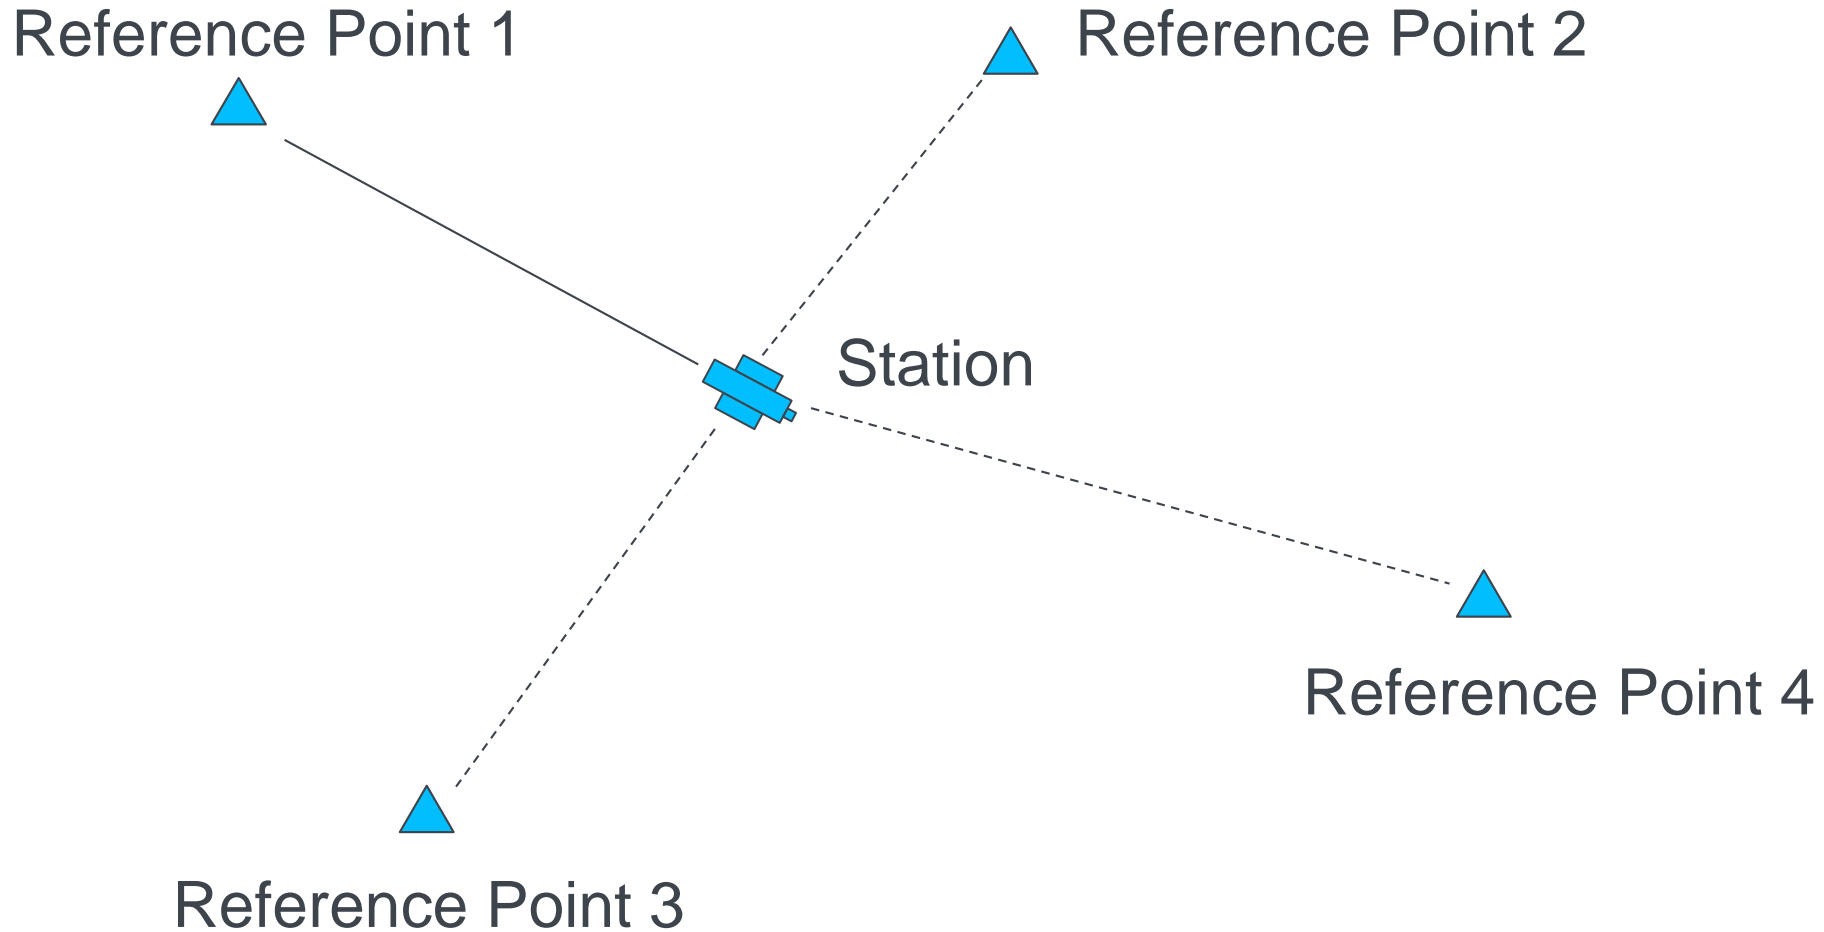 Reference Point 1
Reference Point 2
Station
Reference Point 4
Reference Point 3